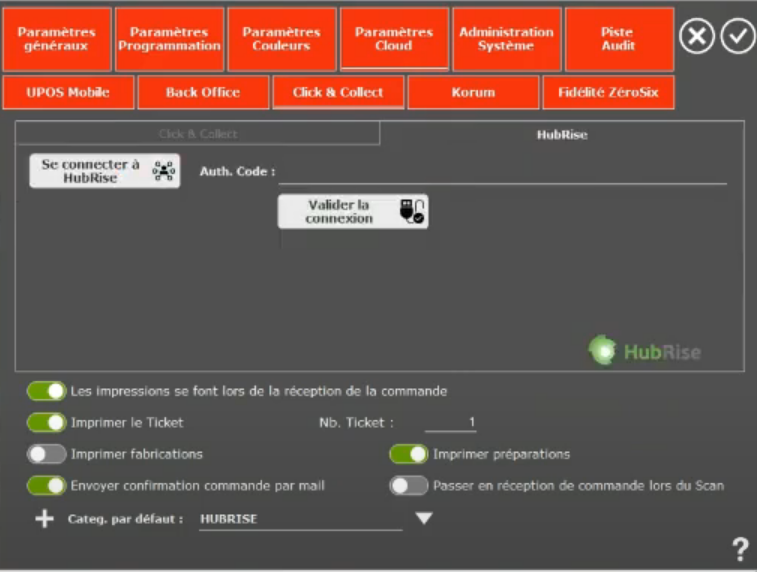 Paramètres généraux
Paramètres Programmation
Paramètres Couleurs
Paramètres Cloud
Administration Système
Piste Audit
UPOS Mobile
Back Office
Click & Collect
Korum
Fidélité ZéroSix
Click & Collect
HubRise
Se connecter à HubRise
Auth. Code :
Valider la connexion
HubRise
Les impressions se font lors de la réception de la commande
Imprimer le Ticket
Nb. Ticket : 1
Imprimer fabrications
Imprimer préparations
Envoyer confirmation commande par mail
Passer en réception de commande lors du Scan
Categ. par défaut : HUBRISE
?